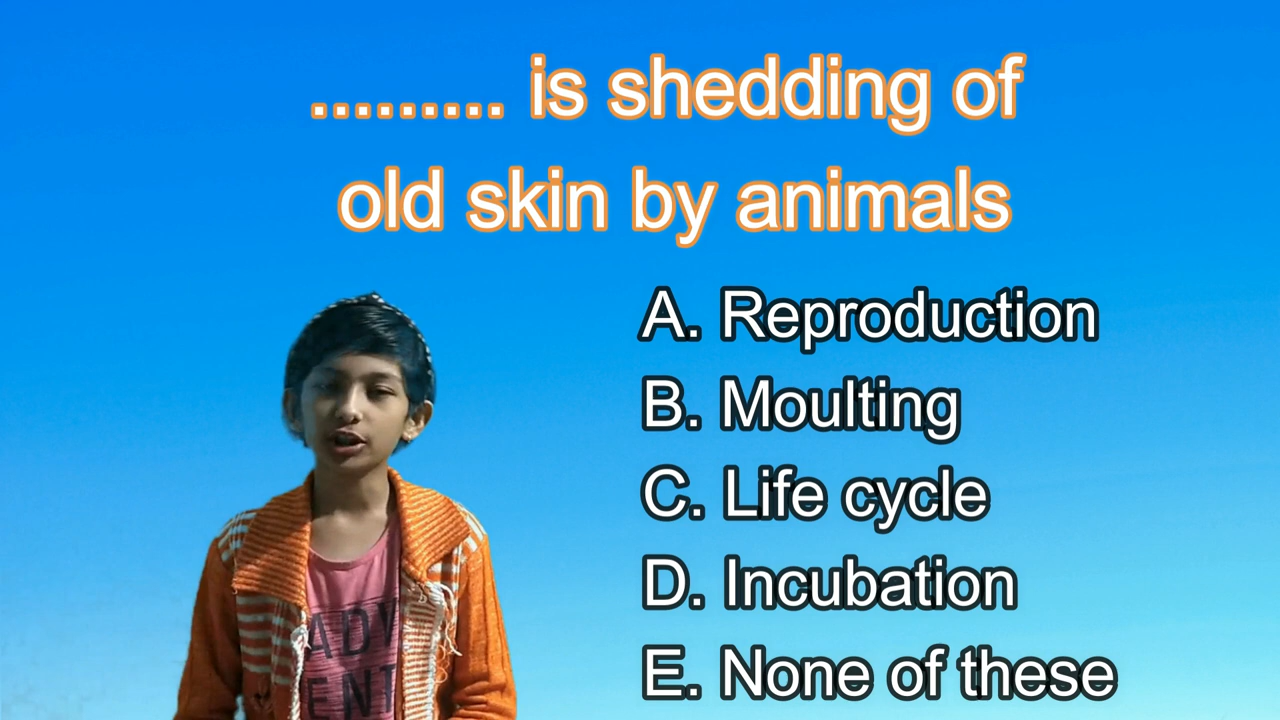 ......... is shedding of
old skin by animals
A. Reproduction
B. Moulting
C. Life cycle
D. Incubation
E. None of these